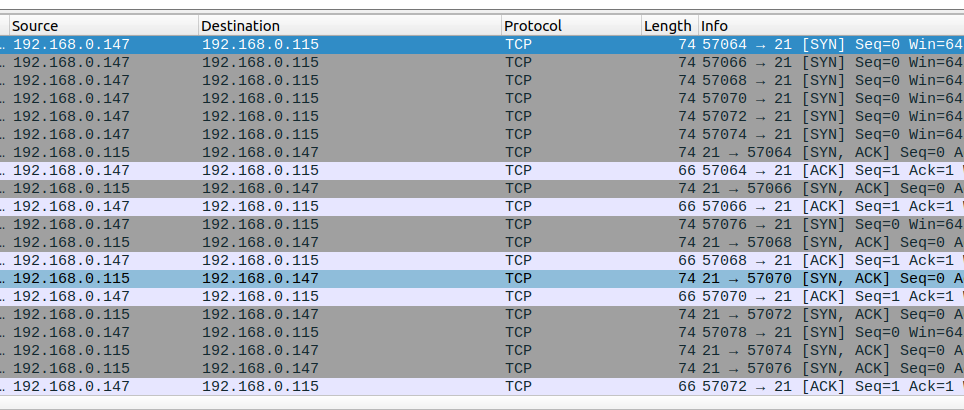 Source Destination Protocol Length Info
192.168.0.147 192.168.0.115 TCP 74 57064 → 21 [SYN] Seq=0 Win=64
192.168.0.147 192.168.0.115 TCP 74 57066 → 21 [SYN] Seq=0 Win=64
192.168.0.147 192.168.0.115 TCP 74 57068 → 21 [SYN] Seq=0 Win=64
192.168.0.147 192.168.0.115 TCP 74 57070 → 21 [SYN] Seq=0 Win=64
192.168.0.147 192.168.0.115 TCP 74 57072 → 21 [SYN] Seq=0 Win=64
192.168.0.147 192.168.0.115 TCP 74 57074 → 21 [SYN] Seq=0 Win=64
192.168.0.115 192.168.0.147 TCP 74 21 → 57064 [SYN, ACK] Seq=0 A
192.168.0.147 192.168.0.115 TCP 66 57064 → 21 [ACK] Seq=1 Ack=1
192.168.0.115 192.168.0.147 TCP 74 21 → 57066 [SYN, ACK] Seq=0 A
192.168.0.147 192.168.0.115 TCP 66 57066 → 21 [ACK] Seq=1 Ack=1
192.168.0.147 192.168.0.115 TCP 74 57076 → 21 [SYN] Seq=0 Win=64
192.168.0.115 192.168.0.147 TCP 74 21 → 57068 [SYN, ACK] Seq=0 A
192.168.0.147 192.168.0.115 TCP 66 57068 → 21 [ACK] Seq=1 Ack=1
192.168.0.115 192.168.0.147 TCP 74 21 → 57070 [SYN, ACK] Seq=0 A
192.168.0.147 192.168.0.115 TCP 66 57070 → 21 [ACK] Seq=1 Ack=1
192.168.0.115 192.168.0.147 TCP 74 21 → 57072 [SYN, ACK] Seq=0 A
192.168.0.147 192.168.0.115 TCP 74 57078 → 21 [SYN] Seq=0 Win=64
192.168.0.115 192.168.0.147 TCP 74 21 → 57074 [SYN, ACK] Seq=0 A
192.168.0.115 192.168.0.147 TCP 74 21 → 57076 [SYN, ACK] Seq=0 A
192.168.0.147 192.168.0.115 TCP 66 57072 → 21 [ACK] Seq=1 Ack=1